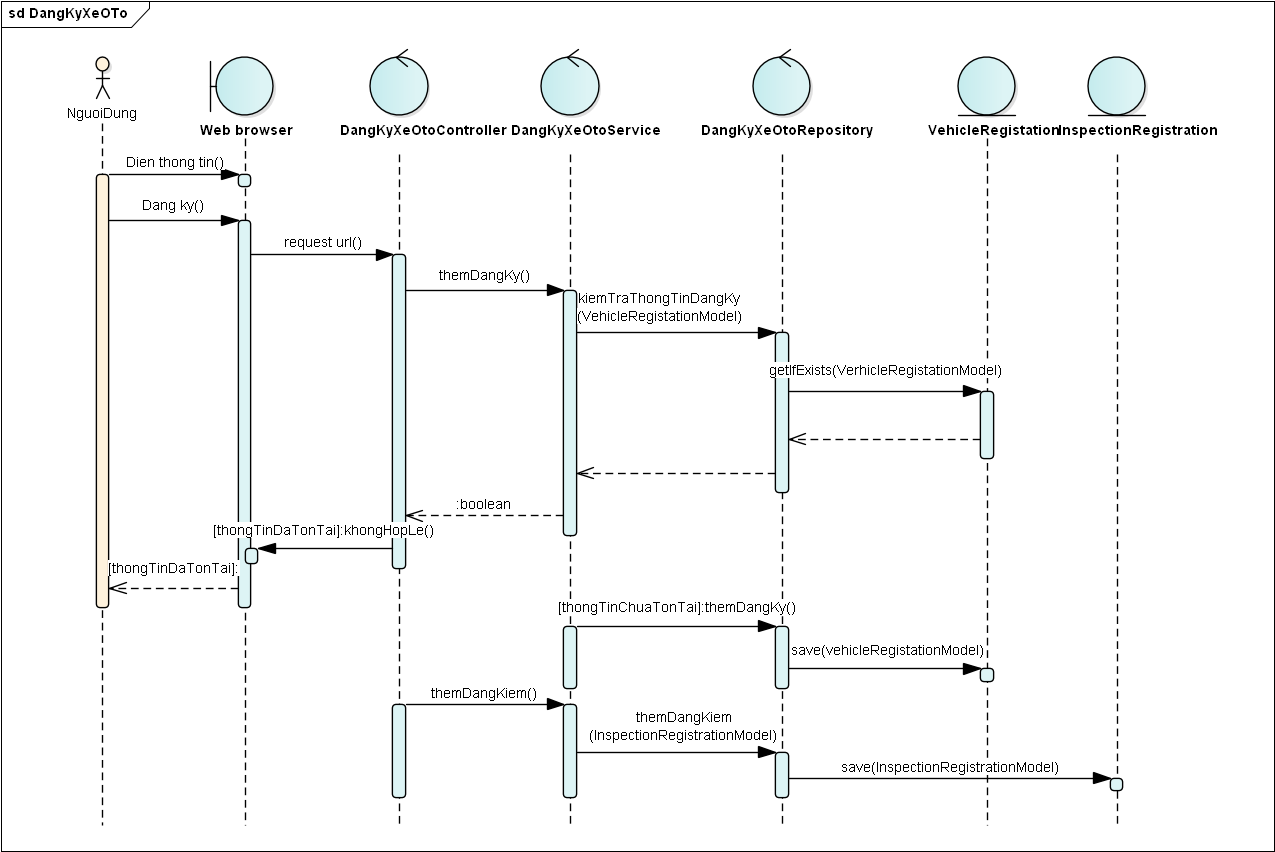 sd DangKyXeOTo
NguoiDung
Web browser
DangKyXeOtoController
DangKyXeOtoService
DangKyXeOtoRepository
VehicleRegistation
InspectionRegistration
Dien thong tin()
Dang ky()
request url()
themDangKy()
kiemTraThongTinDangKy
(VehicleRegistationModel)
getIfExists(VerhicleRegistationModel)
:boolean
[thongTinDaTonTai]:khongHopLe()
[thongTinDaTonTai]:
[thongTinChuaTonTai]:themDangKy()
save(vehicleRegistationModel)
themDangKiem()
themDangKiem
(InspectionRegistrationModel)
save(InspectionRegistrationModel)